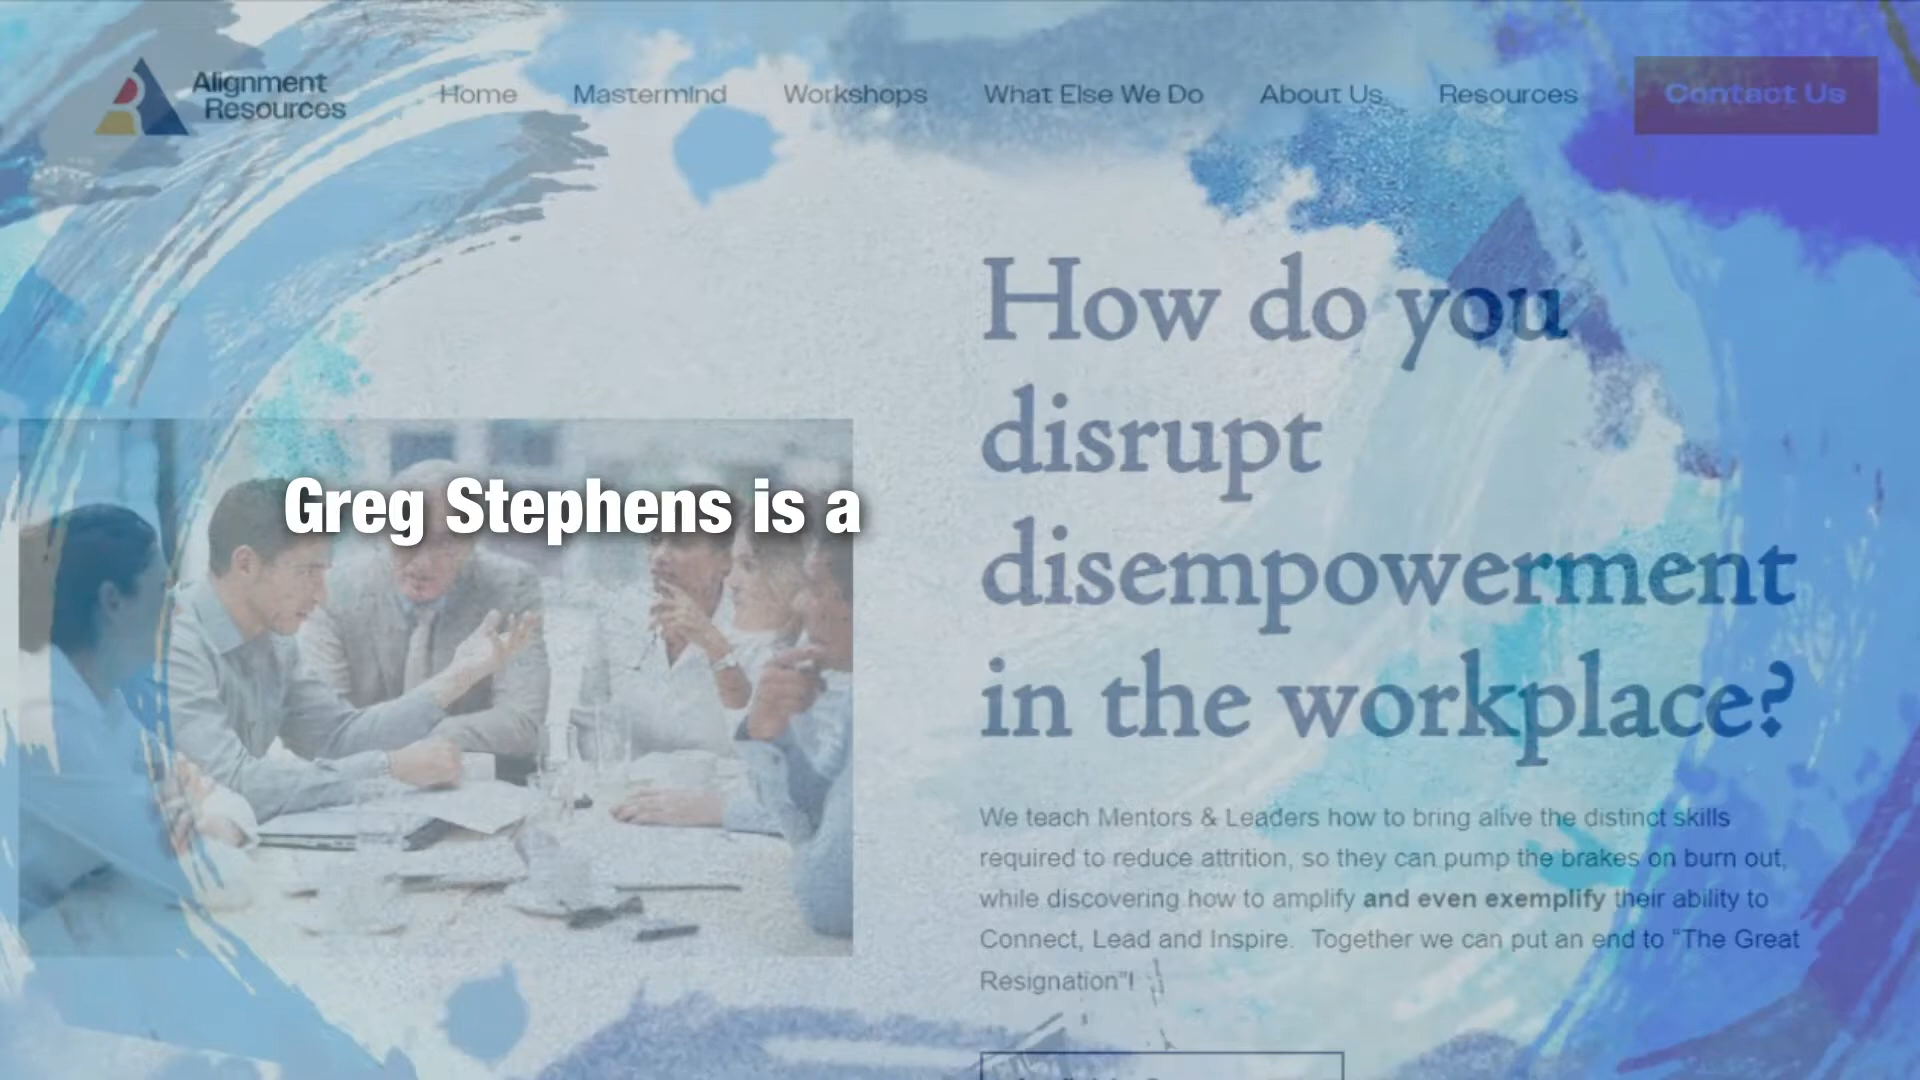 Alignment
Resources
Home
Mastermind
Workshops
What Else We Do
About Us
Resources
Contact Us
Greg Stephens is a
How do you
disrupt
disempowerment
in the workplace?
We teach Mentors & Leaders how to bring alive the distinct skills
required to reduce attrition, so they can pump the brakes on burn out,
while discovering how to amplify and even exemplify their ability to
Connect, Lead and Inspire. Together we can put an end to "The Great
Resignation"!